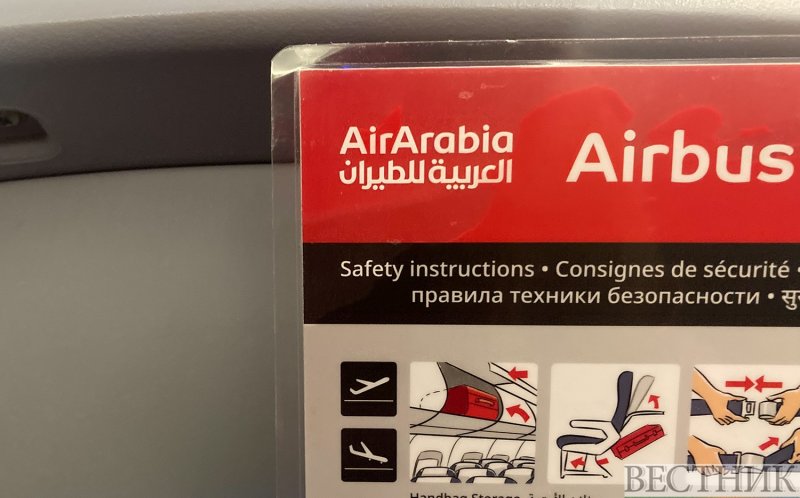 AirArabia
العربية للطيران
Airbus
Safety instructions • Consignes de sécurité •
правила техники безопасности •
Handbag Storage
ВЕСТНИК